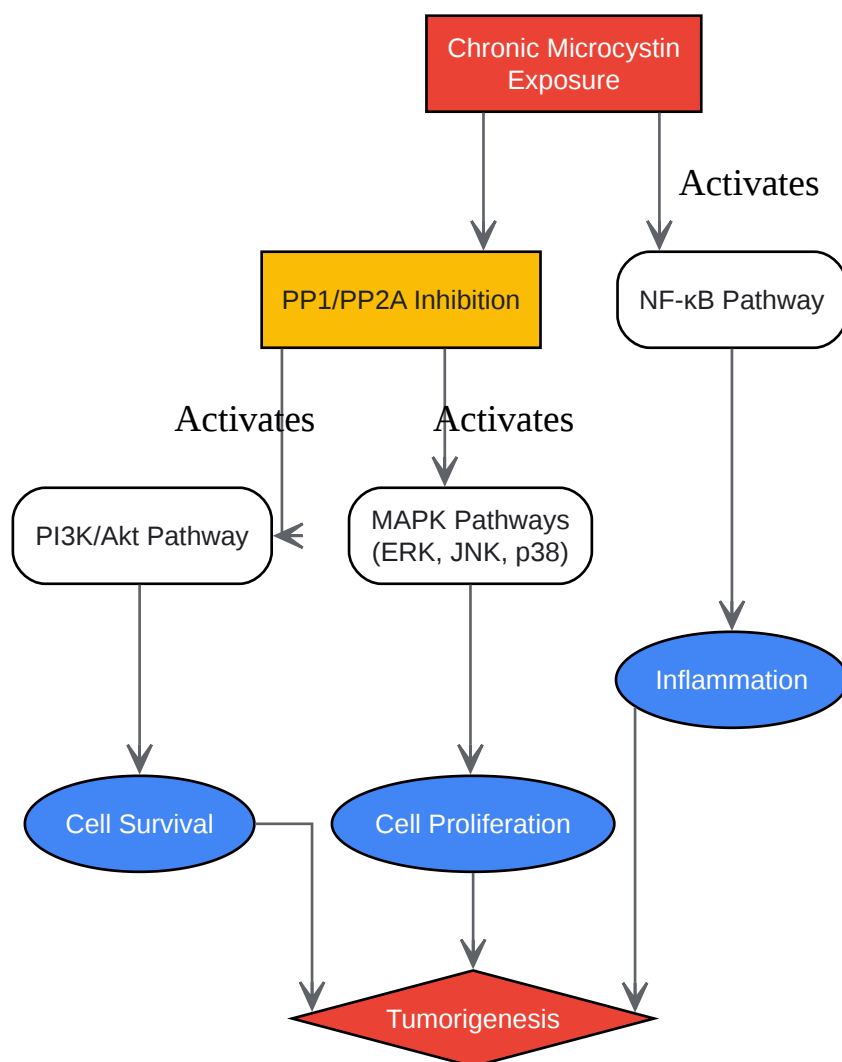 Chronic Microcystin
Exposure
Activates
PP1/PP2A Inhibition
NF-κB Pathway
Activates
Activates
PI3K/Akt Pathway
MAPK Pathways
(ERK, JNK, p38)
Inflammation
Cell Survival
Cell Proliferation
Tumorigenesis